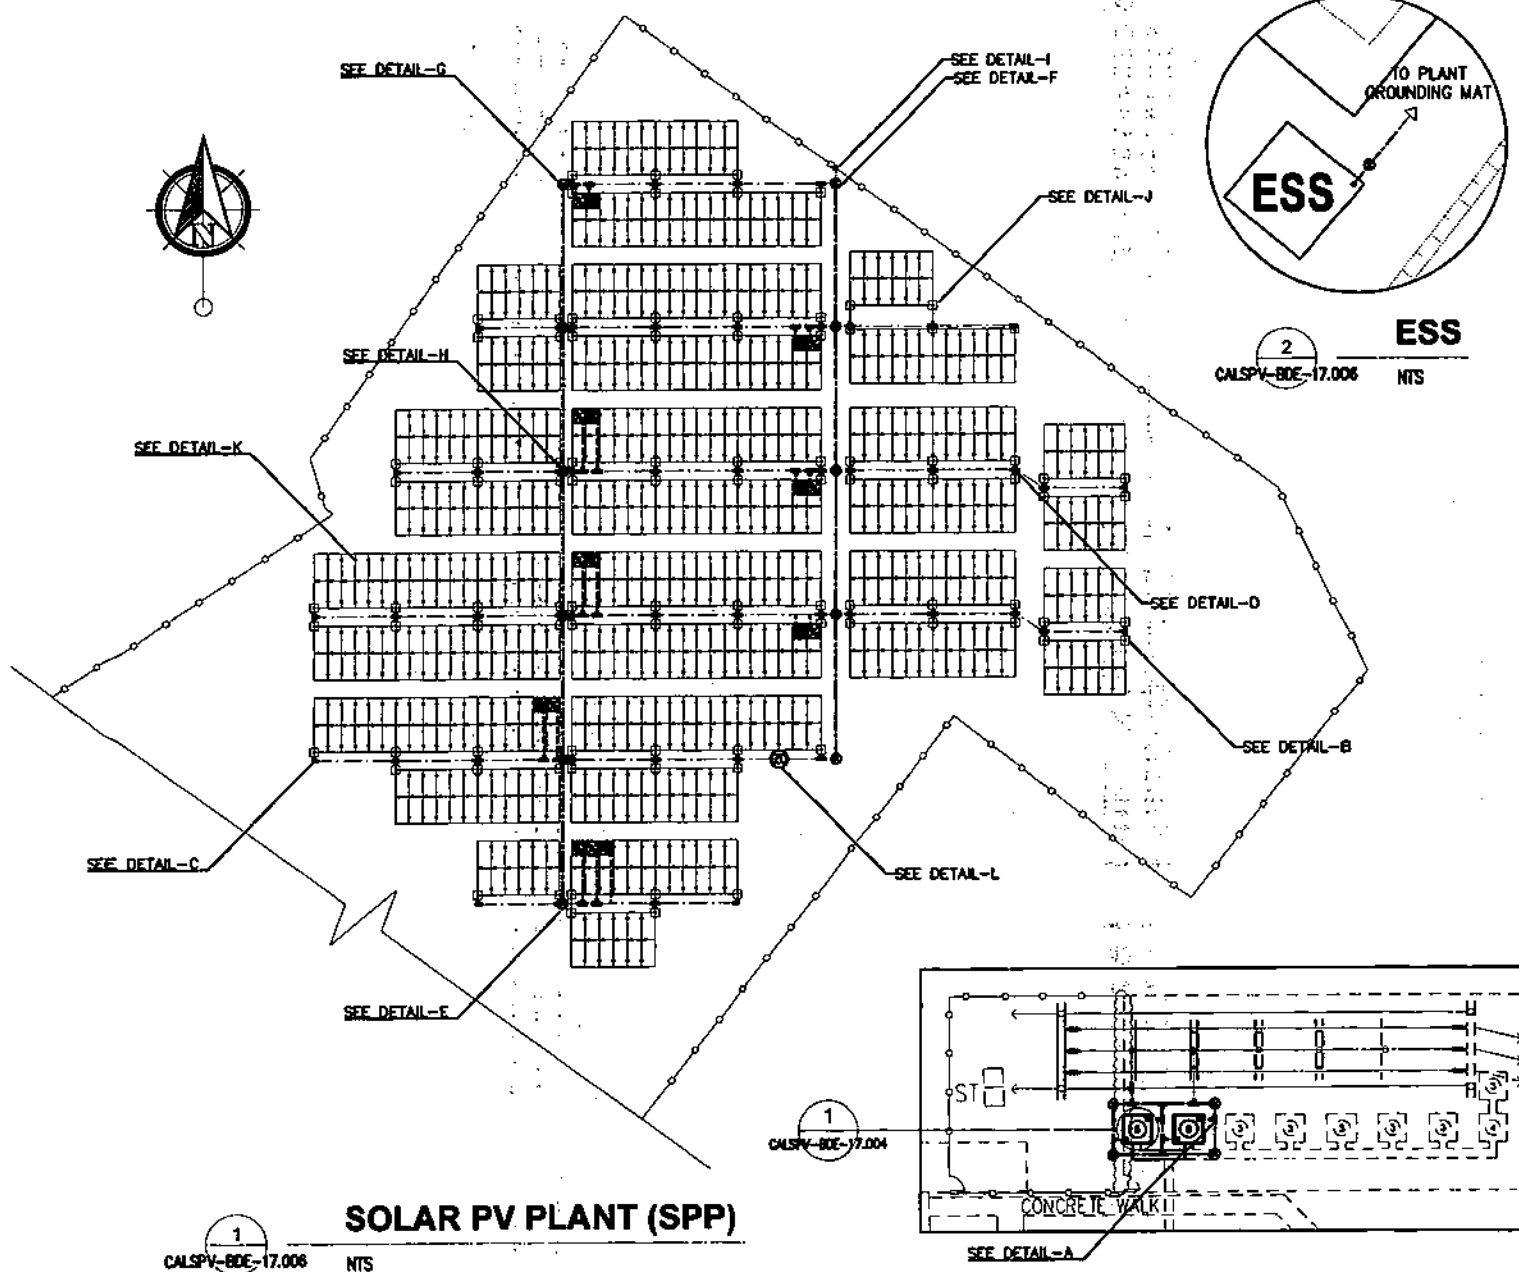 SEE DETAIL-G
SEE DETAIL-I
SEE DETAIL-F
TO PLANT
GROUNDING MAT
ESS
SEE DETAIL-J
N
2
CALSPV-BDE-17.006
ESS
NTS
SEE DETAIL-H
SEE DETAIL-K
SEE DETAIL-D
SEE DETAIL-B
SEE DETAIL-C
SEE DETAIL-L
SEE DETAIL-E
ST
1
CALSPV-BDE-17.004
CONCRETE WALK
SEE DETAIL-A
1
CALSPV-BDE-17.006
SOLAR PV PLANT (SPP)
NTS